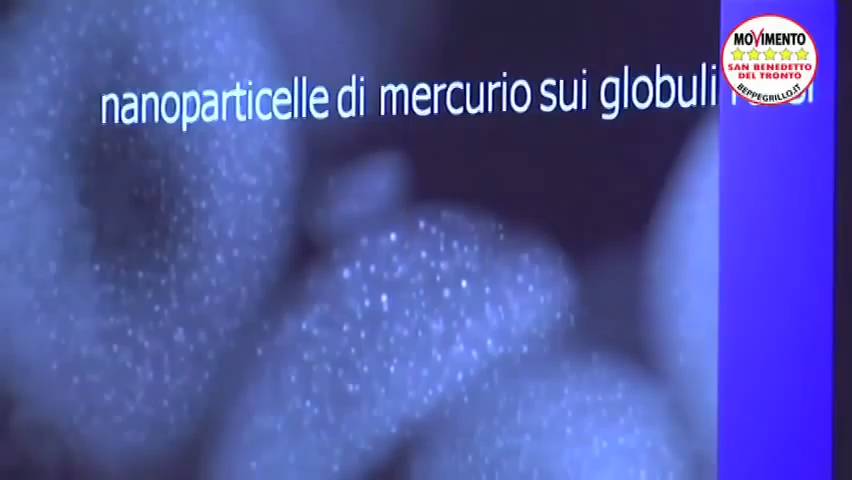 nanoparticelle di mercurio sui globuli
MOVIMENTO
SAN BENEDETTO
DEL TRONTO
BEPPEGRILLO.IT